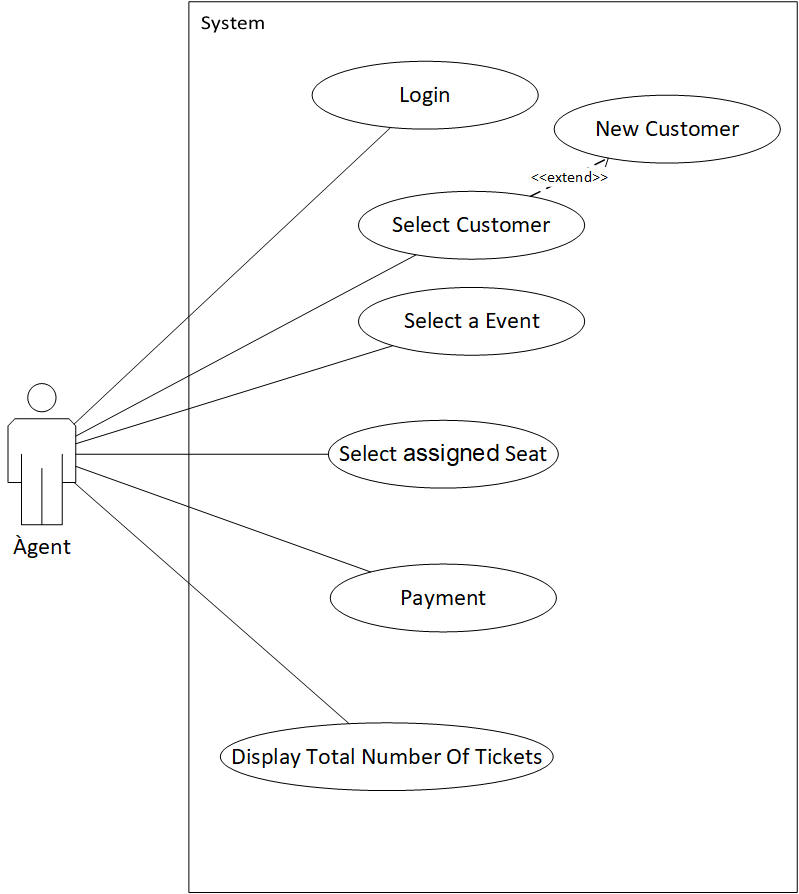 System
Login
New Customer
<<extend>>
Select Customer
Select a Event
Select assigned Seat
Àgent
Payment
Display Total Number Of Tickets